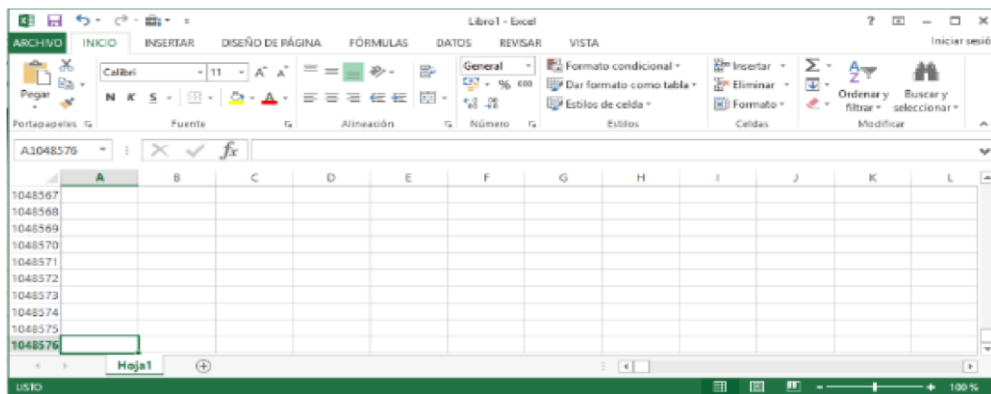 Libro1 - Excel
ARCHIVO INICIO INSERTAR DISEÑO DE PÁGINA FÓRMULAS DATOS REVISAR VISTA Iniciar sesió
Pegar
Calibri 11
N K S
General
% 000
Formato condicional
Dar formato como tabla
Estilos de celda
Insertar
Eliminar
Formato
Ordenar y filtrar
Buscar y seleccionar
Portapapeles Fuente Alineación Número Estilos Celdas Modificar
A1048576 fx
A B C D E F G H I J K L
1048567
1048568
1048569
1048570
1048571
1048572
1048573
1048574
1048575
1048576
Hoja1
LISTO 100 %